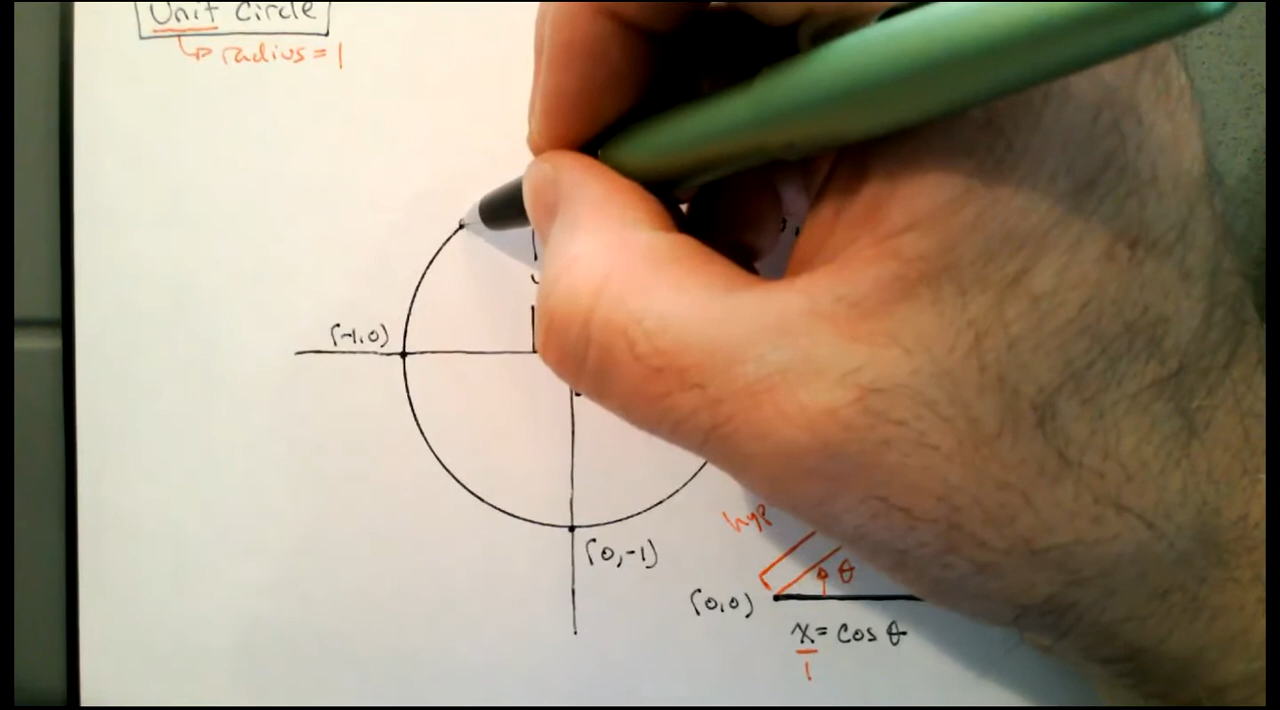 Unit Circle
radius = 1
(-1,0)
(0,-1)
hyp
θ
(0,0)
x = cos θ
1